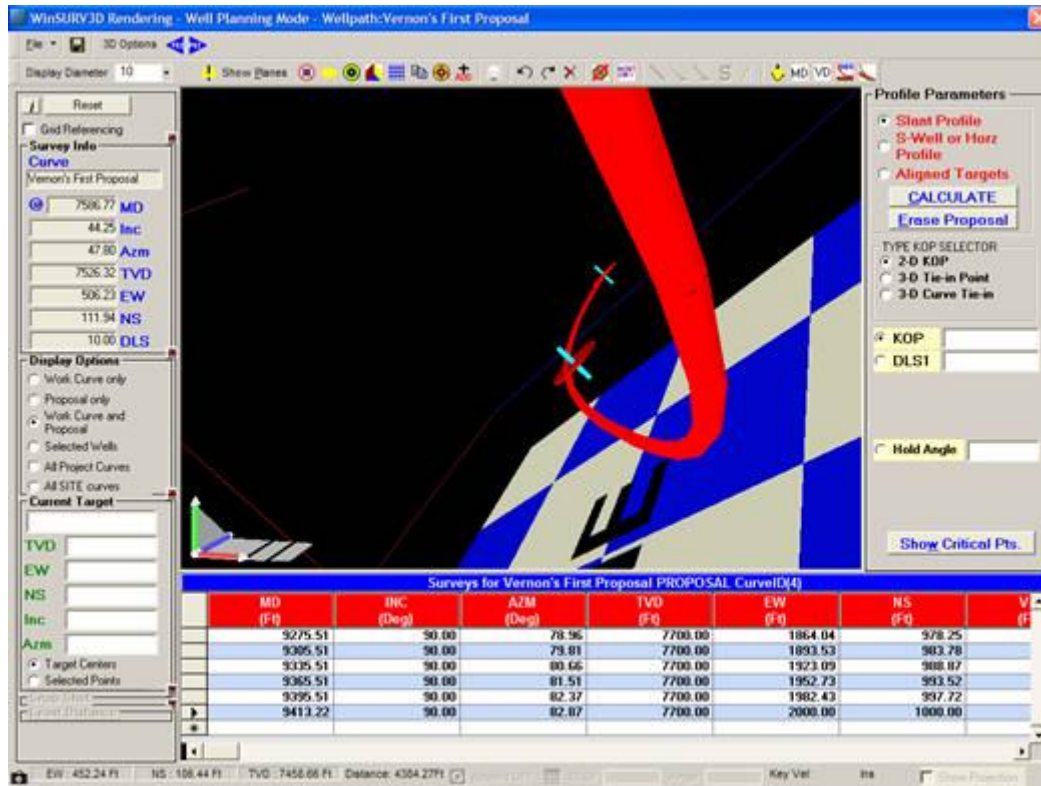 WinSURV3D Rendering - Well Planning Mode - Wellpath:Vernon's First Proposal
File 3D Options
Display Diameter 10 Show Planes MD VD
Reset
Grid Referencing
Survey Info
Curve
Vernon's First Proposal
7586.77 MD
44.25 Inc
47.80 Azm
7526.32 TVD
506.23 EW
111.94 NS
10.00 DLS
Display Options
Work Curve only
Proposal only
Work Curve and
Proposal
Selected Wells
All Project Curves
All SITE curves
Current Target
TVD
EW
NS
Inc
Azm
Target Centers
Selected Points
Profile Parameters
Slant Profile
S-Well or Horz
Profile
Aligned Targets
CALCULATE
Erase Proposal
TYPE KOP SELECTOR
2-D KOP
3-D Tie-in Point
3-D Curve Tie-in
KOP
DLS1
Hold Angle
Show Critical Pts.
Surveys for Vernon's First Proposal PROPOSAL CurveID(4)
MD INC AZM TVD EW NS V
(Ft) (Deg) (Deg) (Ft) (Ft) (Ft) (F
9275.51 90.00 78.96 7700.00 1864.04 978.25
9305.51 90.00 79.81 7700.00 1893.53 983.78
9335.51 90.00 80.66 7700.00 1923.09 988.87
9365.51 90.00 81.51 7700.00 1952.73 993.52
9395.51 90.00 82.37 7700.00 1982.43 997.72
9413.22 90.00 82.87 7700.00 2000.00 1000.00
EW : 452.24 Ft NS : 108.44 Ft TVD : 7458.66 Ft Distance: 4384.27Ft Key Vel Ins Show Projection